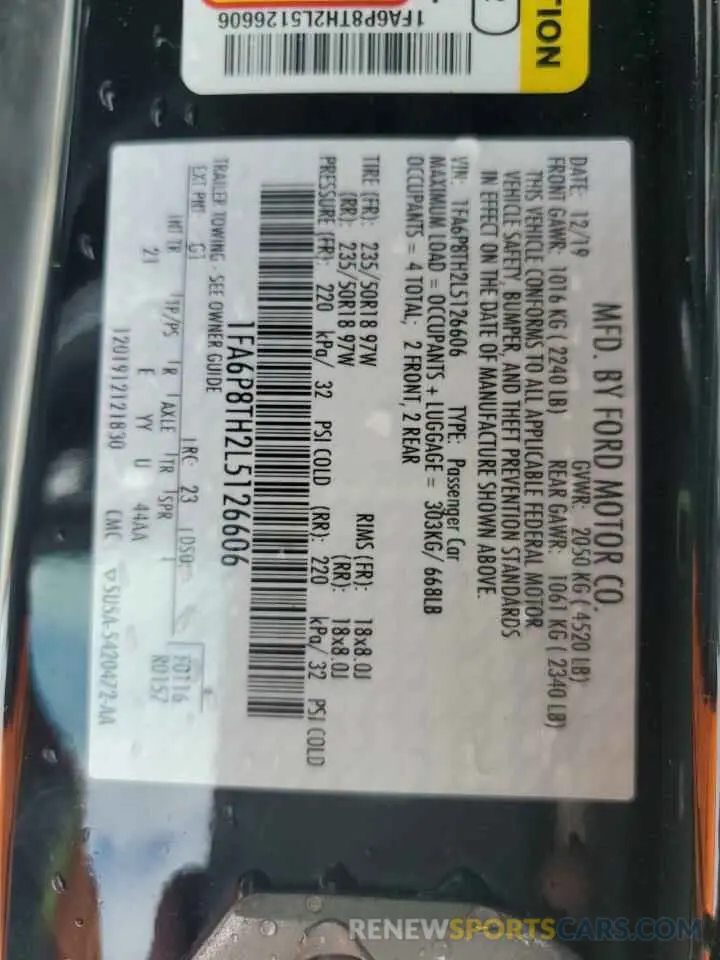 TION
1FA6P8TH2L5126606
MFD. BY FORD MOTOR CO.
DATE: 12/19 GVWR: 2050 KG ( 4520 LB)
FRONT GAWR: 1016 KG ( 2240 LB) REAR GAWR: 1061 KG ( 2340 LB)
THIS VEHICLE CONFORMS TO ALL APPLICABLE FEDERAL MOTOR
VEHICLE SAFETY, BUMPER, AND THEFT PREVENTION STANDARDS
IN EFFECT ON THE DATE OF MANUFACTURE SHOWN ABOVE.
VIN: 1FA6P8TH2L5126606 TYPE: Passenger Car
MAXIMUM LOAD = OCCUPANTS + LUGGAGE = 303KG/ 668LB
OCCUPANTS = 4 TOTAL; 2 FRONT, 2 REAR
TIRE (FR): 235/50R18 97W RIMS (FR): 18x8.0J
(RR): 235/50R18 97W (RR): 18x8.0J
PRESSURE (FR): 220 kPa/ 32 PSI COLD (RR): 220 kPa/ 32 PSI COLD
1FA6P8TH2L5126606
TRAILER TOWING - SEE OWNER GUIDE
EXT PNT: G1 RC: 23 DSO: F0116
R0157
INT TR TP/PS R AXLE TR SPR
21 E YY U 44AA
1201912121830 CMC 5USA-5420472-AA
RENEWSPORTSCARS.COM